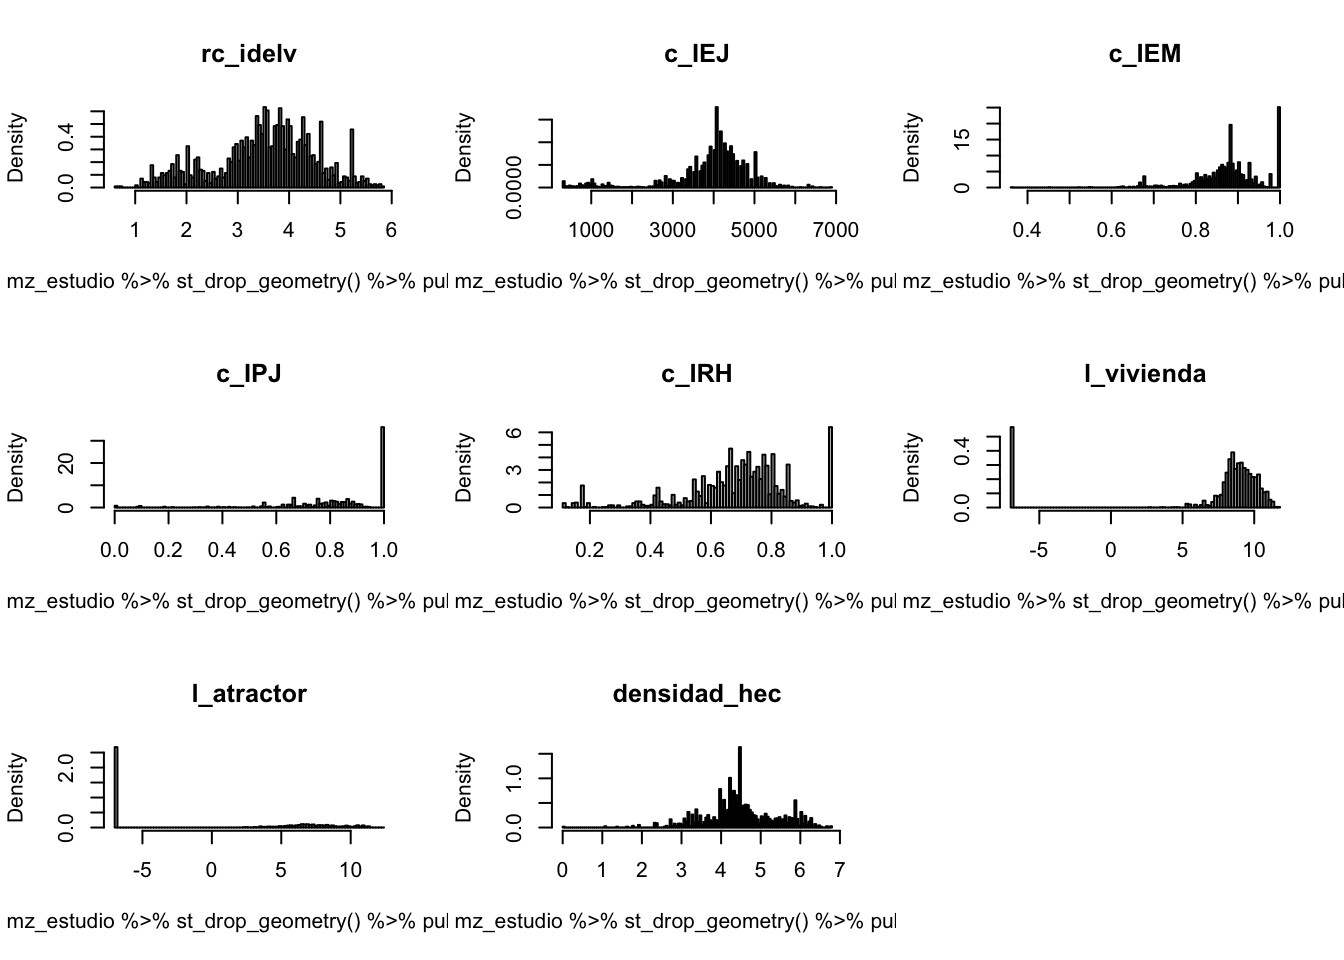 rc_idelv
Density
0.0 0.4
1 2 3 4 5 6
mz_estudio %>% st_drop_geometry() %>% pul
c_IEJ
Density
0.0000
1000 3000 5000 7000
mz_estudio %>% st_drop_geometry() %>% pul
c_IEM
Density
0 15
0.4 0.6 0.8 1.0
mz_estudio %>% st_drop_geometry() %>% pul
c_IPJ
Density
0 20
0.0 0.2 0.4 0.6 0.8 1.0
mz_estudio %>% st_drop_geometry() %>% pul
c_IRH
Density
0 3 6
0.2 0.4 0.6 0.8 1.0
mz_estudio %>% st_drop_geometry() %>% pul
l_vivienda
Density
0.0 0.4
-5 0 5 10
mz_estudio %>% st_drop_geometry() %>% pul
l_atractor
Density
0.0 2.0
-5 0 5 10
mz_estudio %>% st_drop_geometry() %>% pul
densidad_hec
Density
0.0 1.0
0 1 2 3 4 5 6 7
mz_estudio %>% st_drop_geometry() %>% pul